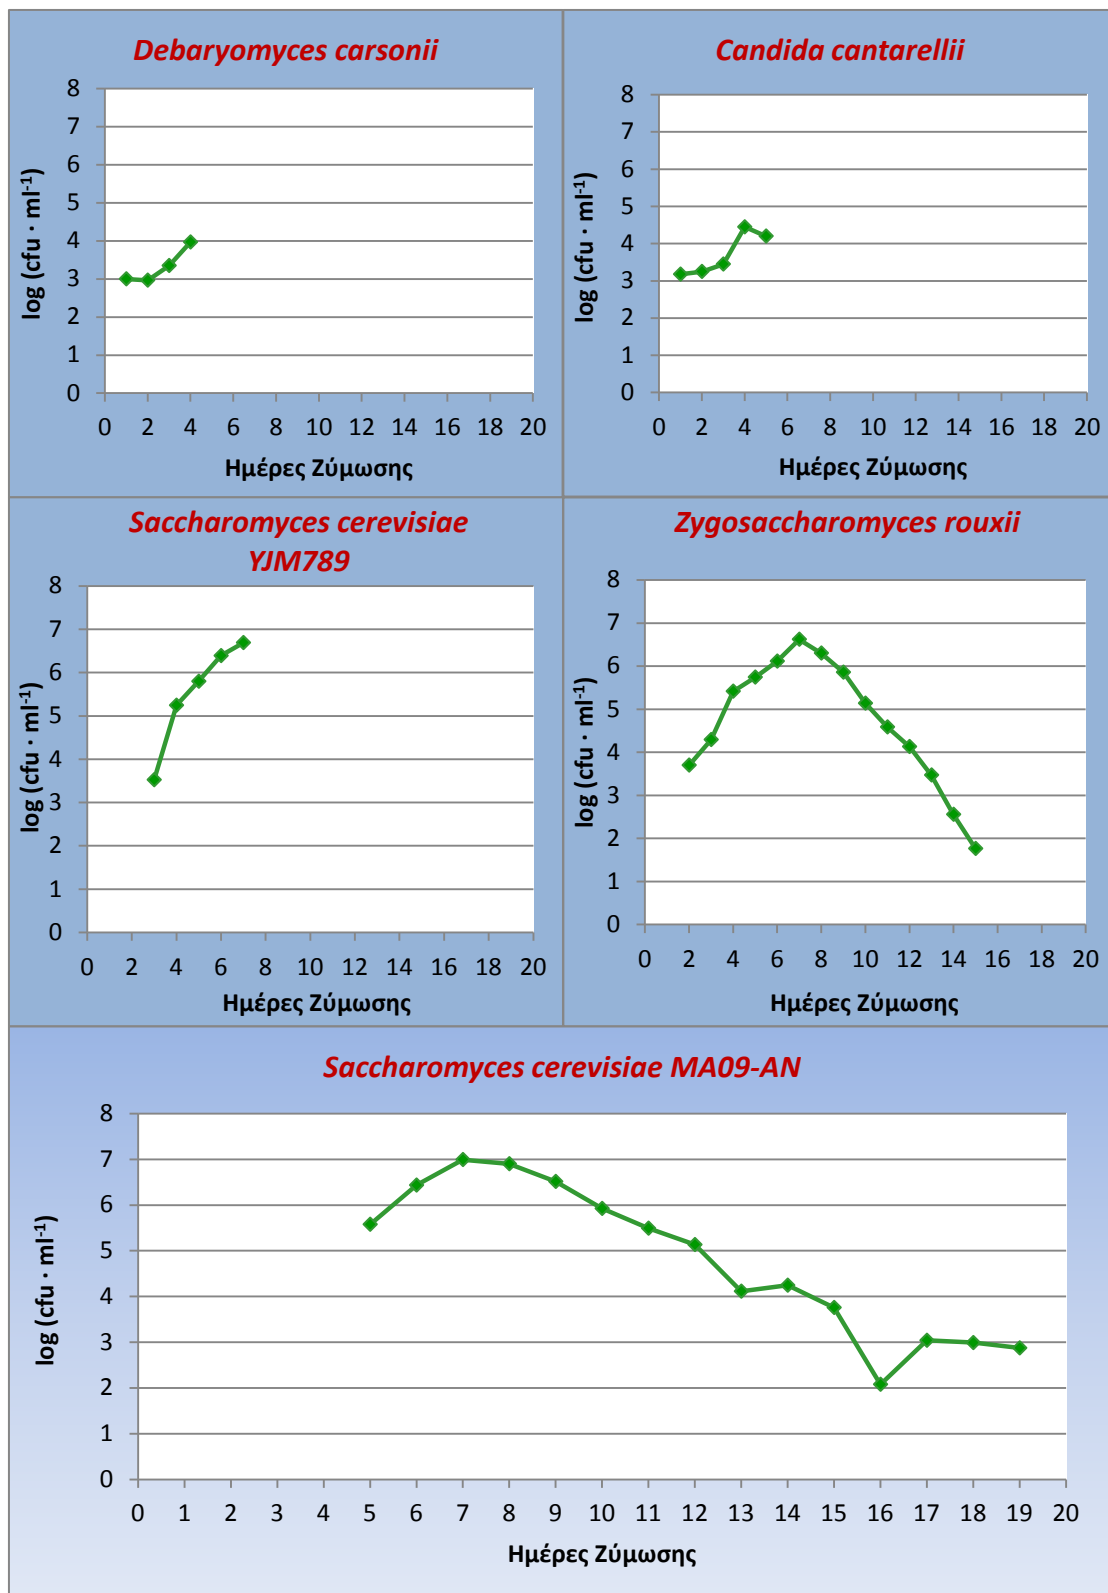 Debaryomyces carsonii
8
7
6
5
4
3
2
1
0
log (cfu · ml-1)
0 2 4 6 8 10 12 14 16 18 20
Ημέρες Ζύμωσης
Candida cantarellii
8
7
6
5
4
3
2
1
0
log (cfu · ml-1)
0 2 4 6 8 10 12 14 16 18 20
Ημέρες Ζύμωσης
Saccharomyces cerevisiae
YJM789
8
7
6
5
4
3
2
1
0
log (cfu · ml-1)
0 2 4 6 8 10 12 14 16 18 20
Ημέρες Ζύμωσης
Zygosaccharomyces rouxii
8
7
6
5
4
3
2
1
0
log (cfu · ml-1)
0 2 4 6 8 10 12 14 16 18 20
Ημέρες Ζύμωσης
Saccharomyces cerevisiae MA09-AN
8
7
6
5
4
3
2
1
0
log (cfu · ml-1)
0 1 2 3 4 5 6 7 8 9 10 11 12 13 14 15 16 17 18 19 20
Ημέρες Ζύμωσης